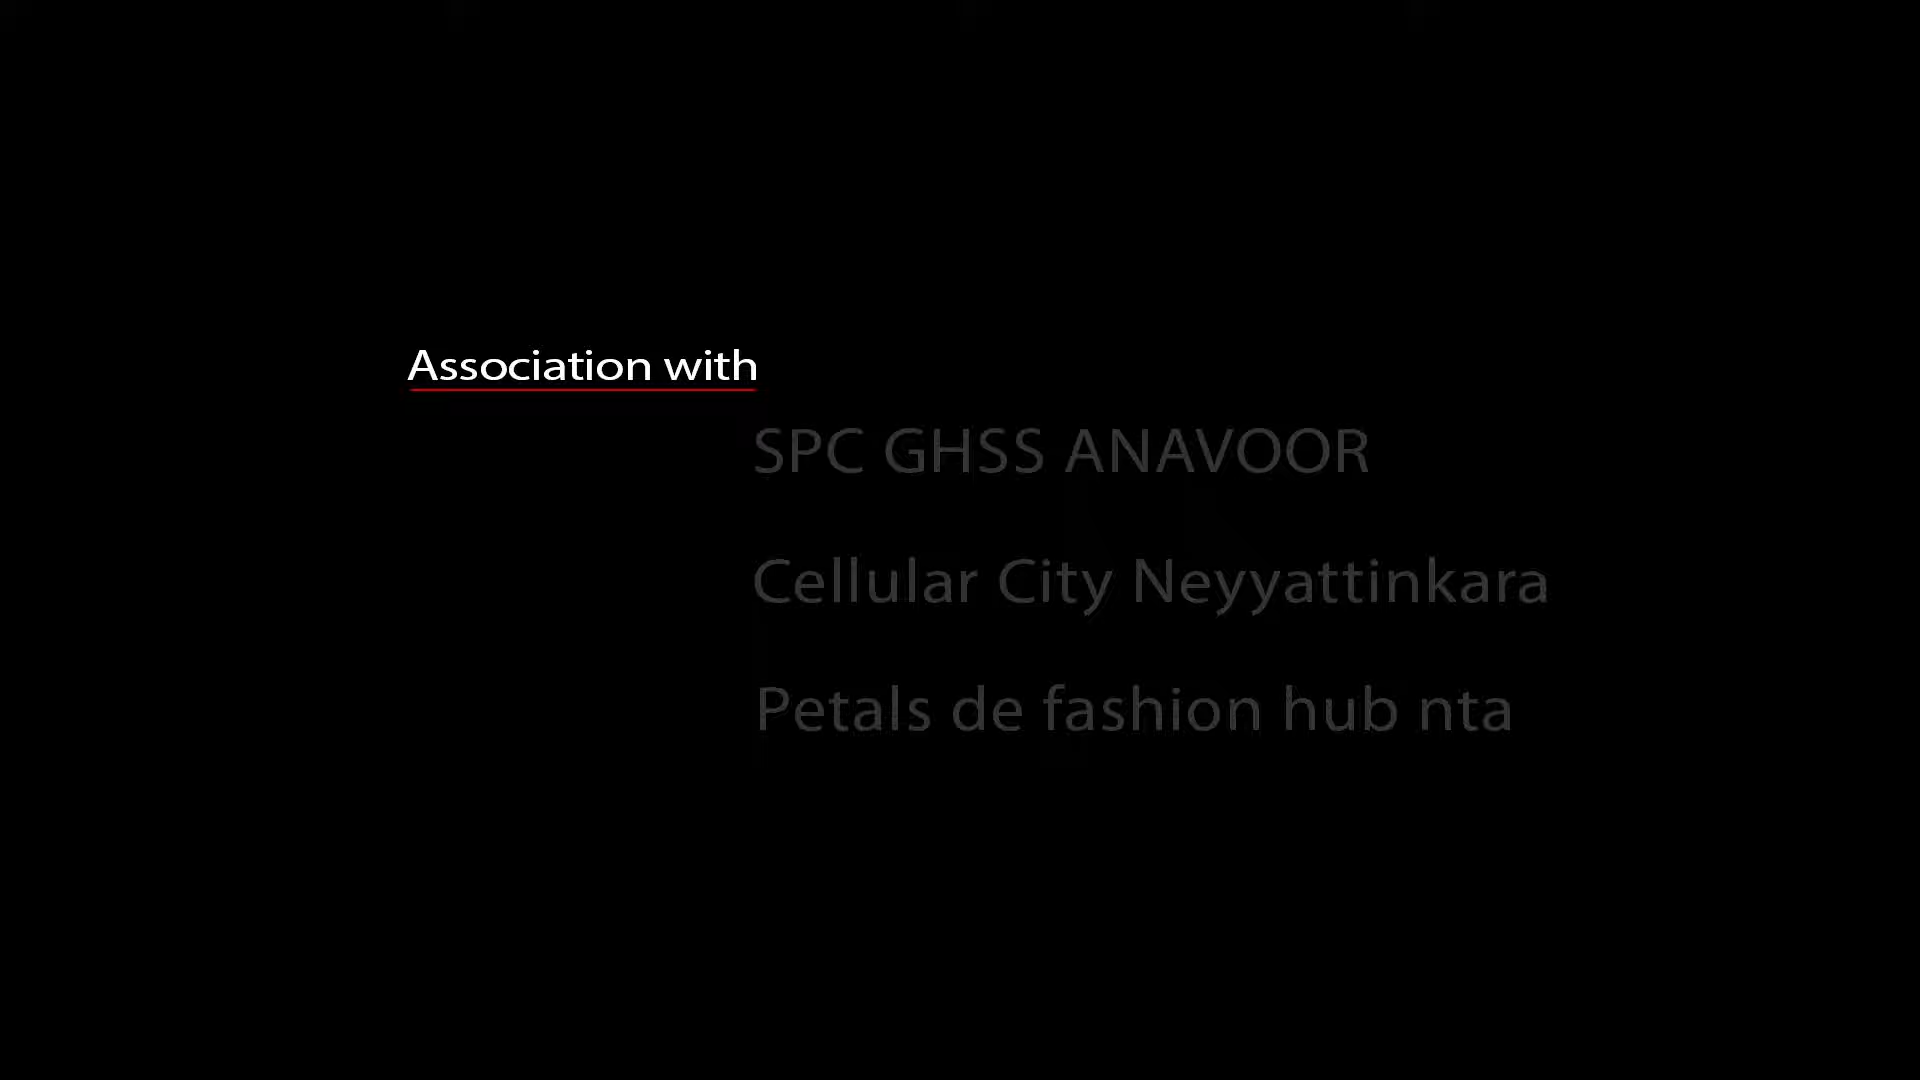 Association with
SPC GHSS ANAVOOR
Cellular City Neyyattinkara
Petals de fashion hub nta